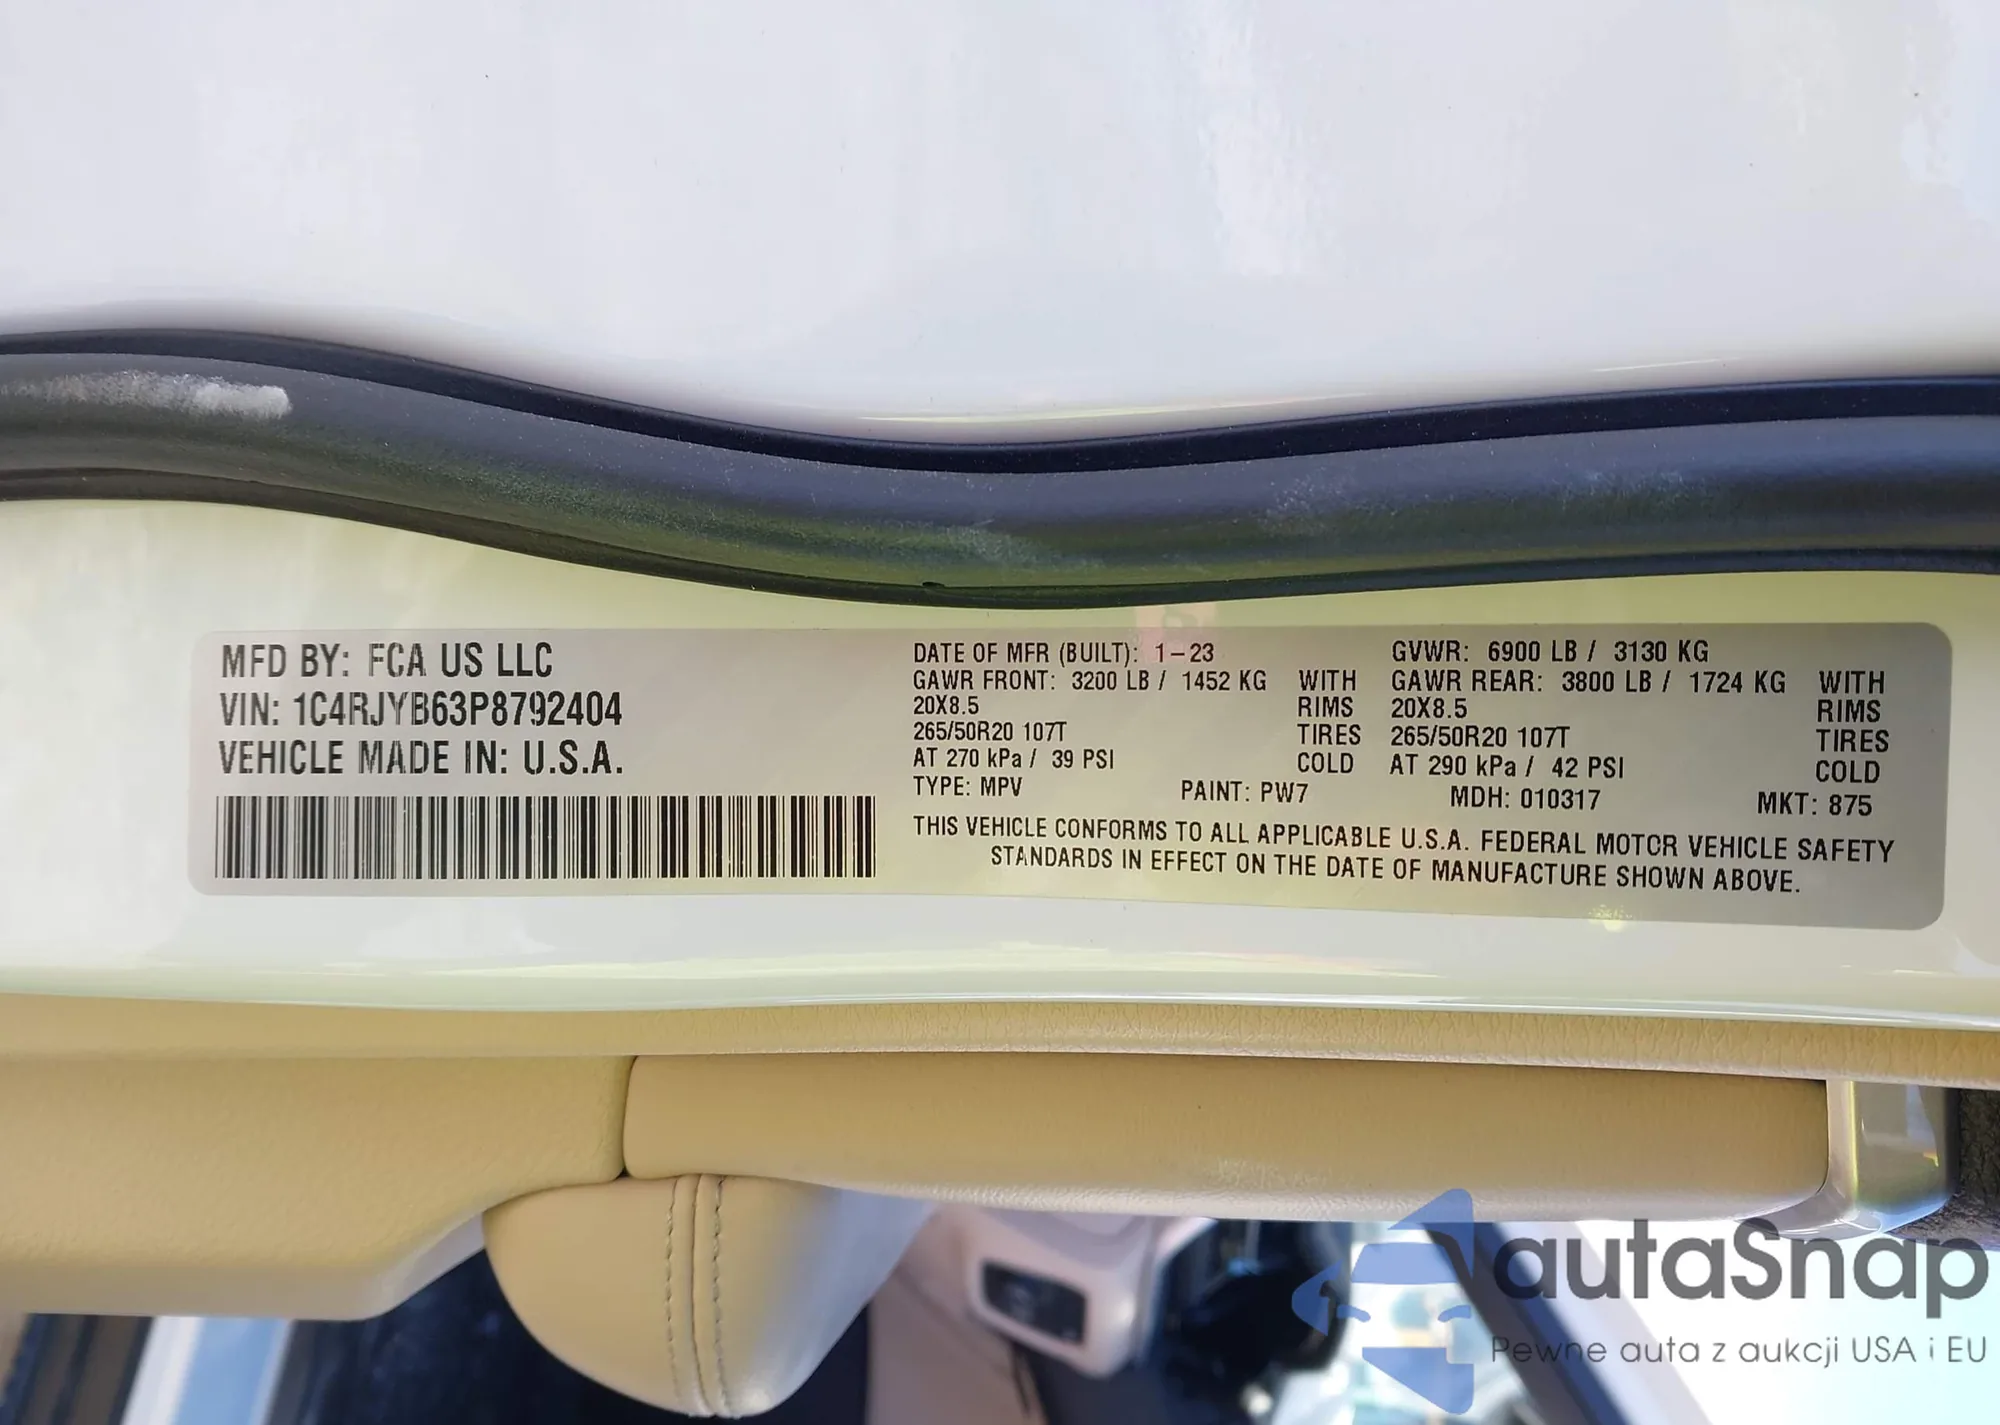 MFD BY: FCA US LLC
VIN: 1C4RJYB63P8792404
VEHICLE MADE IN: U.S.A.
DATE OF MFR (BUILT): 1-23 GVWR: 6900 LB / 3130 KG
GAWR FRONT: 3200 LB / 1452 KG WITH GAWR REAR: 3800 LB / 1724 KG WITH
20X8.5 RIMS 20X8.5 RIMS
265/50R20 107T TIRES 265/50R20 107T TIRES
AT 270 kPa / 39 PSI COLD AT 290 kPa / 42 PSI COLD
TYPE: MPV PAINT: PW7 MDH: 010317 MKT: 875
THIS VEHICLE CONFORMS TO ALL APPLICABLE U.S.A. FEDERAL MOTOR VEHICLE SAFETY
STANDARDS IN EFFECT ON THE DATE OF MANUFACTURE SHOWN ABOVE.
autaSnap
Pewne auta z aukcji USA i EU